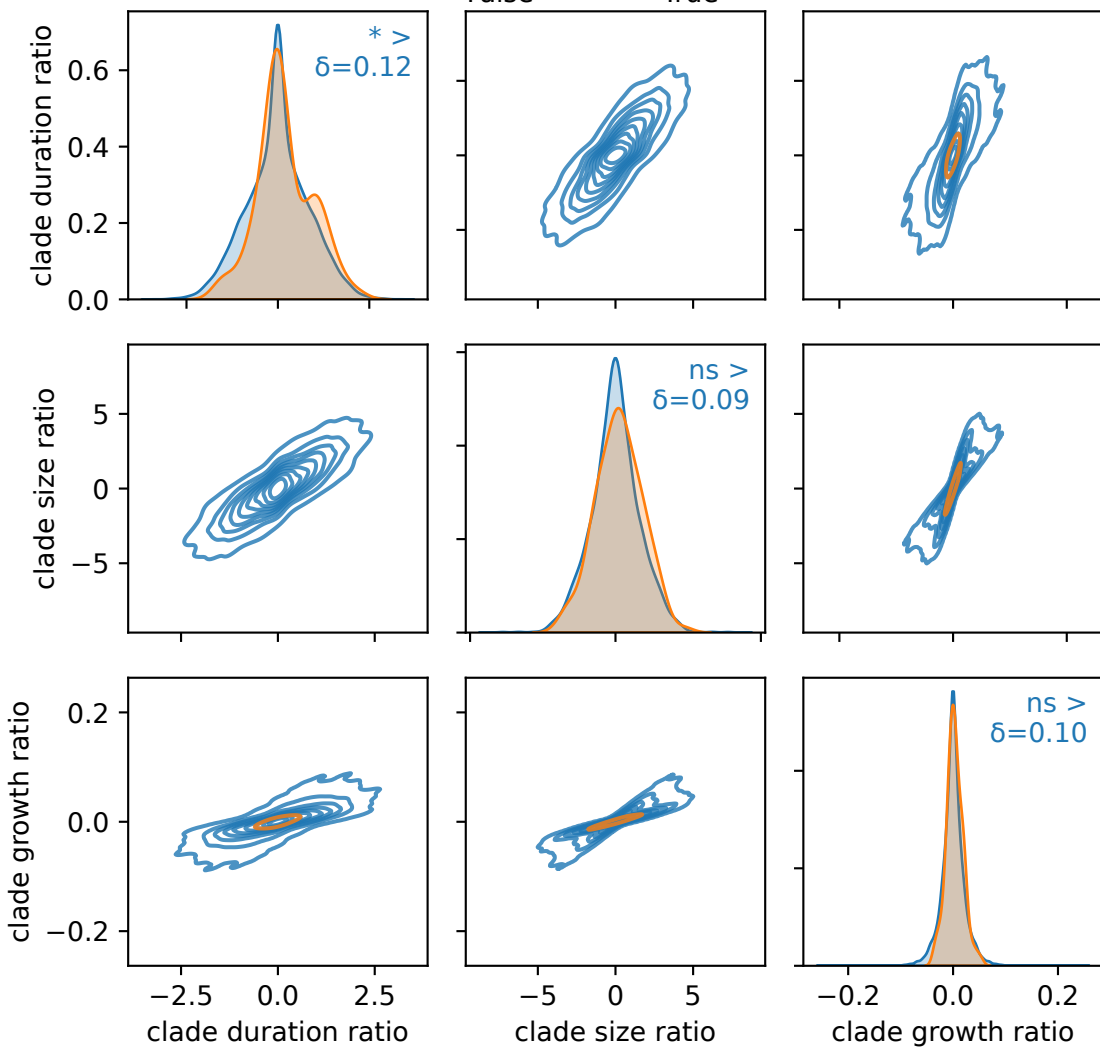 False True
clade duration ratio
0.6
0.4
0.2
0.0
* >
δ=0.12
clade size ratio
5
0
−5
ns >
δ=0.09
clade growth ratio
0.2
0.0
−0.2
ns >
δ=0.10
−2.5 0.0 2.5
clade duration ratio
−5 0 5
clade size ratio
−0.2 0.0 0.2
clade growth ratio